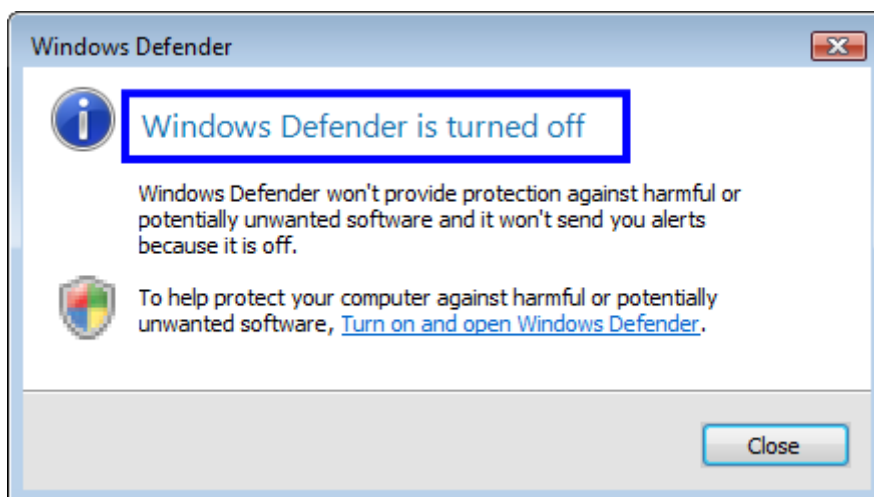 Windows Defender
Windows Defender is turned off
Windows Defender won't provide protection against harmful or
potentially unwanted software and it won't send you alerts
because it is off.
To help protect your computer against harmful or potentially
unwanted software, Turn on and open Windows Defender.
Close